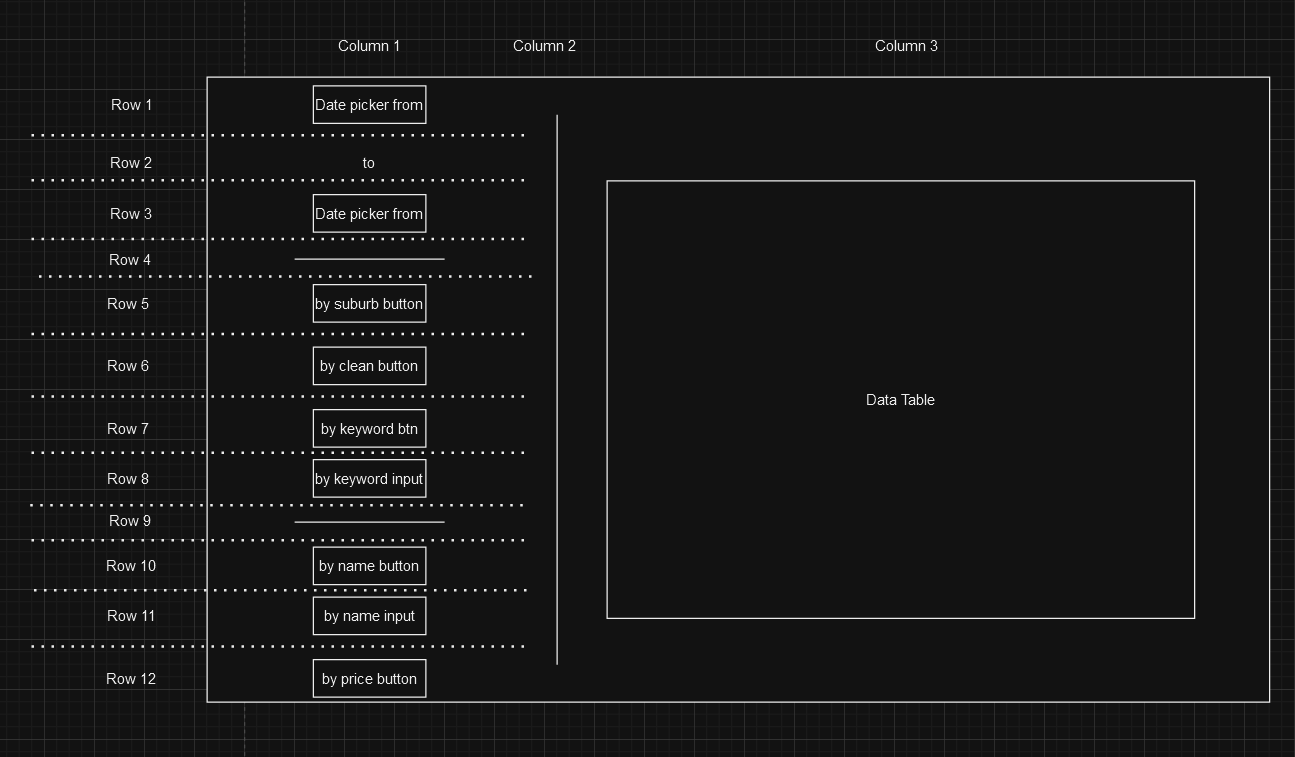 Column 1
Column 2
Column 3
Row 1
Date picker from
Row 2
to
Row 3
Date picker from
Row 4
Row 5
by suburb button
Row 6
by clean button
Data Table
Row 7
by keyword btn
Row 8
by keyword input
Row 9
Row 10
by name button
Row 11
by name input
Row 12
by price button